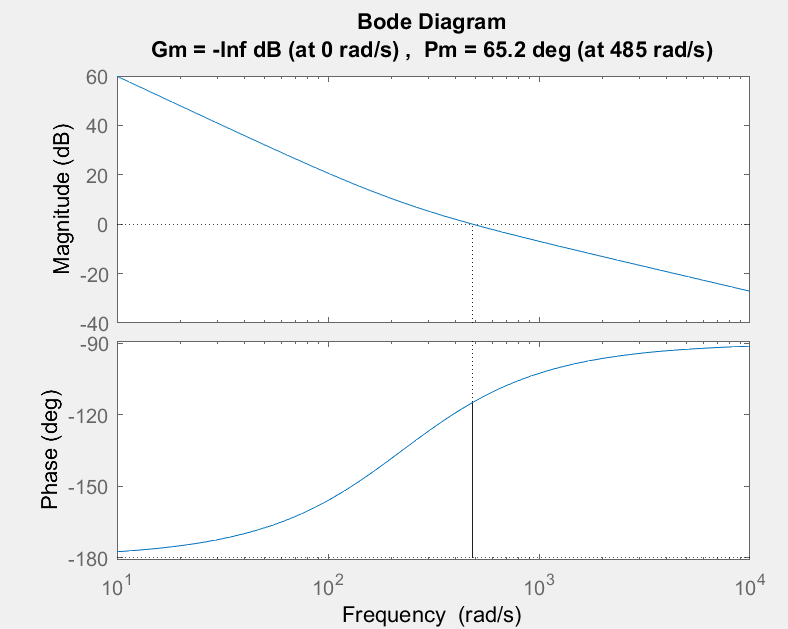 Bode Diagram
Gm = -Inf dB (at 0 rad/s) ,  Pm = 65.2 deg (at 485 rad/s)
60
40
20
0
-20
-40
Magnitude (dB)
-90
-120
-150
-180
Phase (deg)
10^1
10^2
10^3
10^4
Frequency  (rad/s)